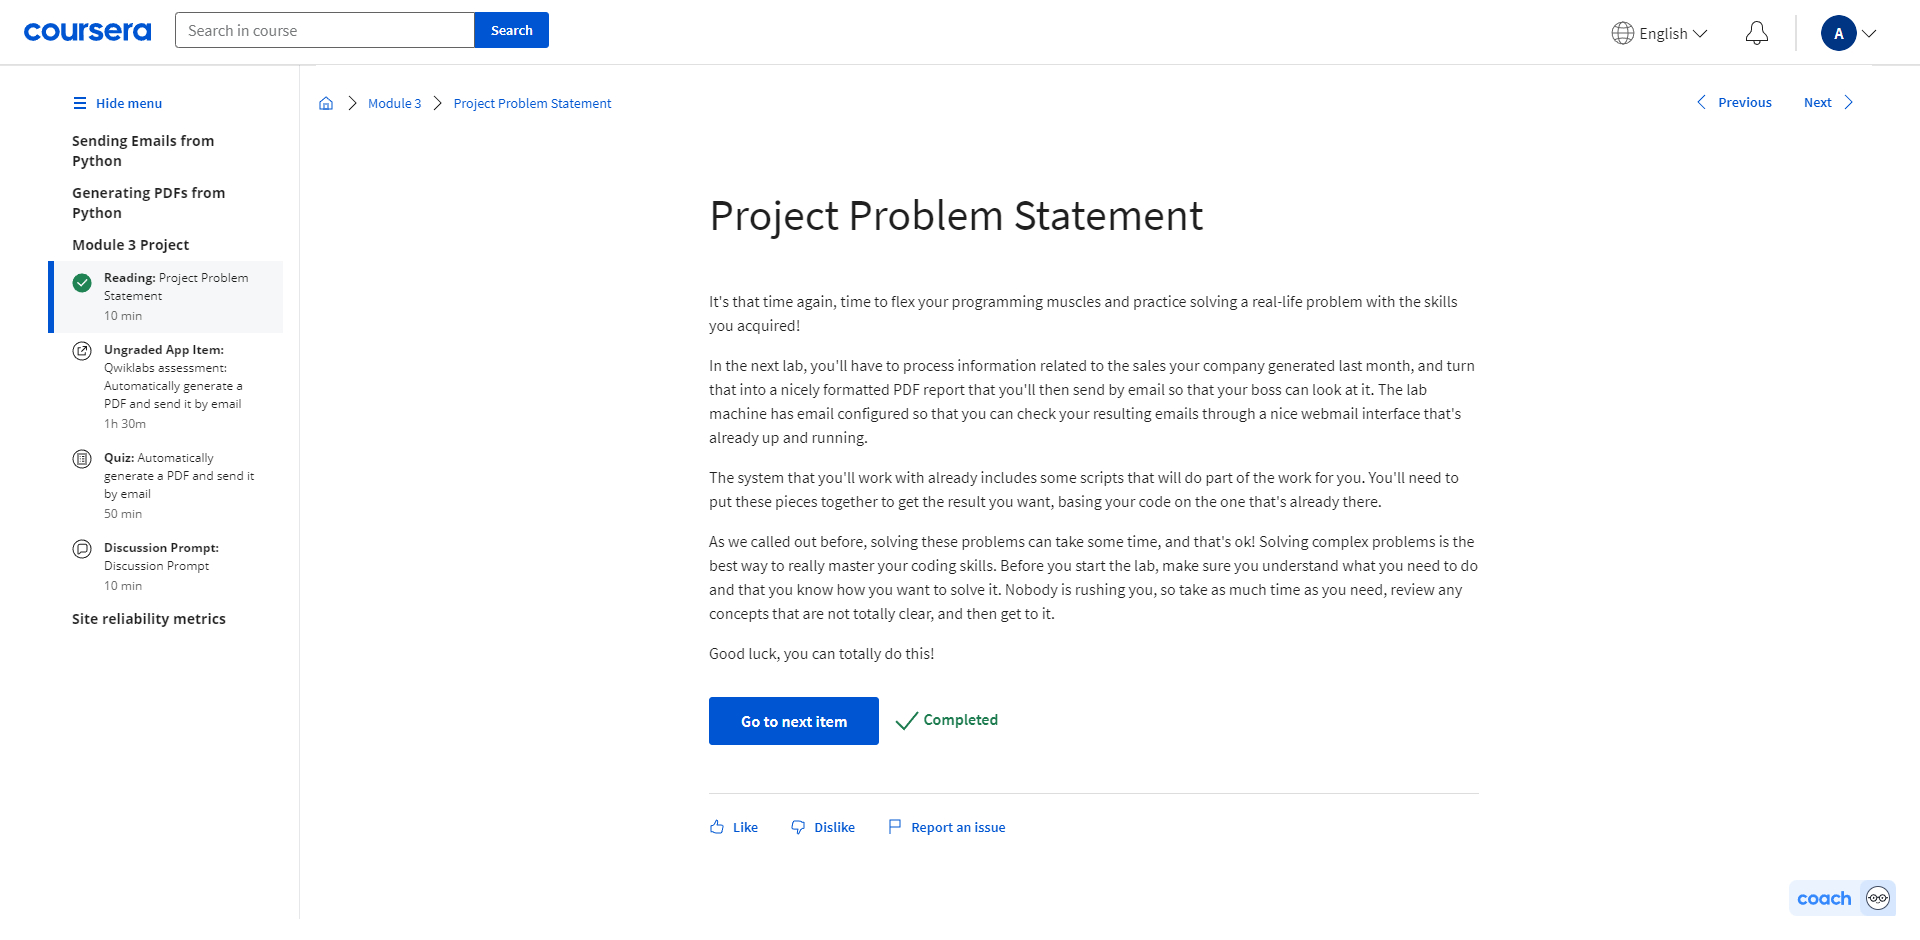 coursera
Search in course
Search
English
A
Hide menu
Sending Emails from
Python
Generating PDFs from
Python
Module 3 Project
Reading: Project Problem
Statement
10 min
Ungraded App Item:
Qwiklabs assessment:
Automatically generate a
PDF and send it by email
1h 30m
Quiz: Automatically
generate a PDF and send it
by email
50 min
Discussion Prompt:
Discussion Prompt
10 min
Site reliability metrics
Module 3
Project Problem Statement
Previous
Next
Project Problem Statement
It's that time again, time to flex your programming muscles and practice solving a real-life problem with the skills
you acquired!
In the next lab, you'll have to process information related to the sales your company generated last month, and turn
that into a nicely formatted PDF report that you'll then send by email so that your boss can look at it. The lab
machine has email configured so that you can check your resulting emails through a nice webmail interface that's
already up and running.
The system that you'll work with already includes some scripts that will do part of the work for you. You'll need to
put these pieces together to get the result you want, basing your code on the one that's already there.
As we called out before, solving these problems can take some time, and that's ok! Solving complex problems is the
best way to really master your coding skills. Before you start the lab, make sure you understand what you need to do
and that you know how you want to solve it. Nobody is rushing you, so take as much time as you need, review any
concepts that are not totally clear, and then get to it.
Good luck, you can totally do this!
Go to next item
Completed
Like
Dislike
Report an issue
coach